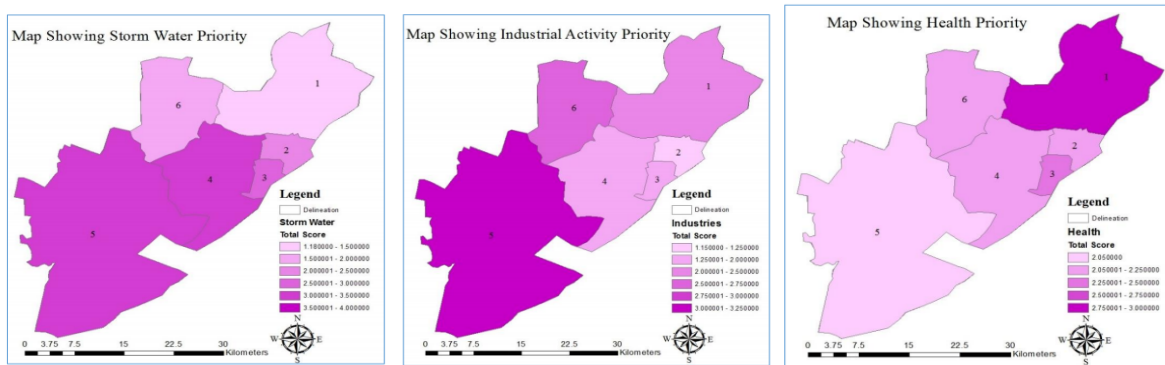 Map Showing Storm Water Priority
1
6
2
3
4
5
Legend
Delineation
Storm Water
Total Score
1.180000 - 1.500000
1.500001 - 2.000000
2.000001 - 2.500000
2.500001 - 3.000000
3.000001 - 3.500000
3.500001 - 4.000000
N
W E
S
0 3.75 7.5 15 22.5 30
Kilometers
Map Showing Industrial Activity Priority
1
6
2
3
4
5
Legend
Delineation
Industries
Total Score
1.150000 - 1.250000
1.250001 - 2.000000
2.000001 - 2.500000
2.500001 - 2.750000
2.750001 - 3.000000
3.000001 - 3.250000
N
W E
S
0 3.75 7.5 15 22.5 30
Kilometers
Map Showing Health Priority
1
6
2
3
4
5
Legend
Delineation
Health
Total Score
2.050000
2.050001 - 2.250000
2.250001 - 2.500000
2.500001 - 2.750000
2.750001 - 3.000000
N
W E
S
0 3.75 7.5 15 22.5 30
Kilometers